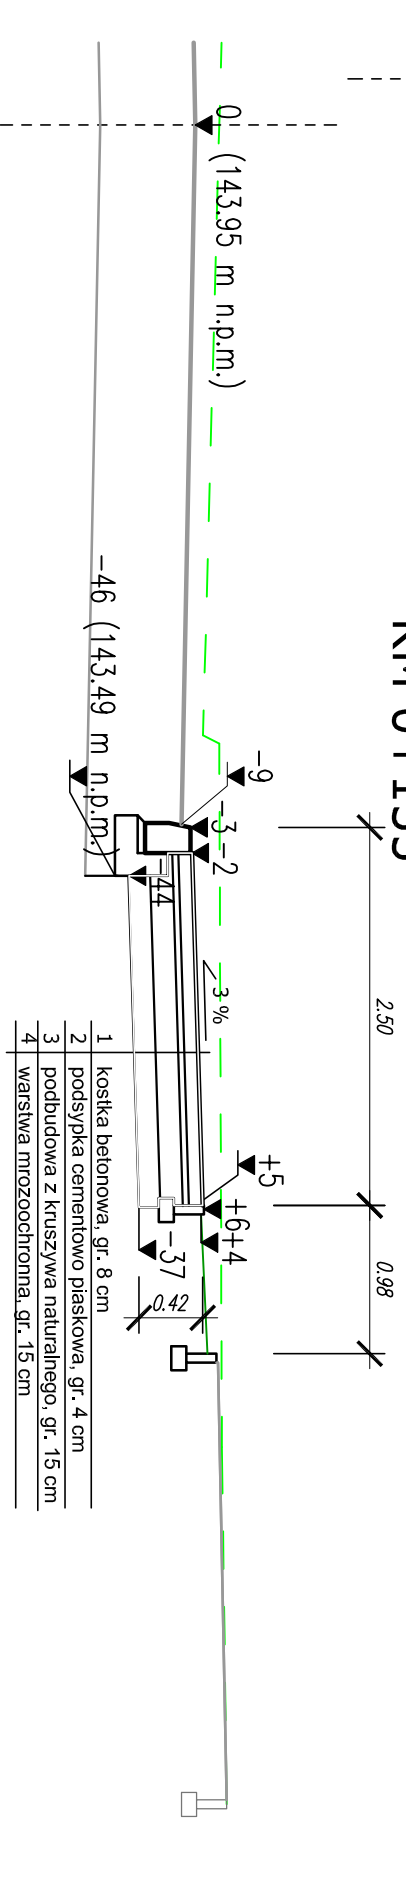 0 (143.95 m n.p.m.)
-46 (143.49 m n.p.m.)
-9
-3
-2
-44
3 %
2.50
+5
+6
+4
-37
0.42
0.98
1 kostka betonowa, gr. 8 cm
2 podsypka cementowo piaskowa, gr. 4 cm
3 podbudowa z kruszywa naturalnego, gr. 15 cm
4 warstwa mrozoochronna, gr. 15 cm